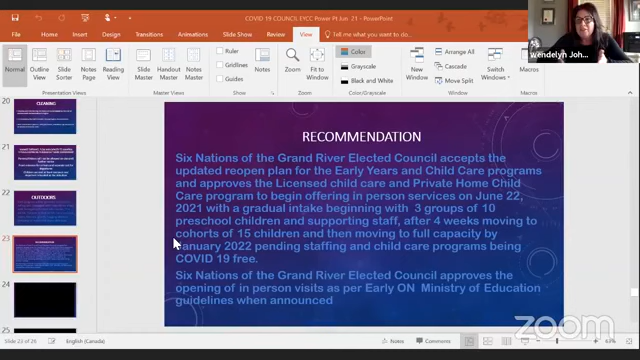 COVID 19 COUNCIL EYCC Power Pt Jun 21 - PowerPoint
File Home Insert Design Transitions Animations Slide Show Review View Tell me what you want to do...
Normal Outline View Slide Sorter Notes Page Reading View
Presentation Views
Slide Master Handout Master Notes Master
Master Views
Ruler
Gridlines
Guides
Show
Notes
Zoom Fit to Window
Zoom
Color
Grayscale
Black and White
Color/Grayscale
New Window
Arrange All
Cascade
Move Split
Window
Switch Windows
Macros
Macros
wendelyn Joh...
20
CLEANING
21
22
OUTDOORS
23
24
25
RECOMMENDATION
Six Nations of the Grand River Elected Council accepts the
updated reopen plan for the Early Years and Child Care programs
and approves the Licensed child care and Private Home Child
Care program to begin offering in person services on June 22,
2021 with a gradual intake beginning with 3 groups of 10
preschool children and supporting staff, after 4 weeks moving to
cohorts of 15 children and then moving to full capacity by
January 2022 pending staffing and child care programs being
COVID 19 free.
Six Nations of the Grand River Elected Council approves the
opening of in person visits as per Early ON Ministry of Education
guidelines when announced
zoom
Slide 23 of 29 English (Canada) Notes Comments 63%